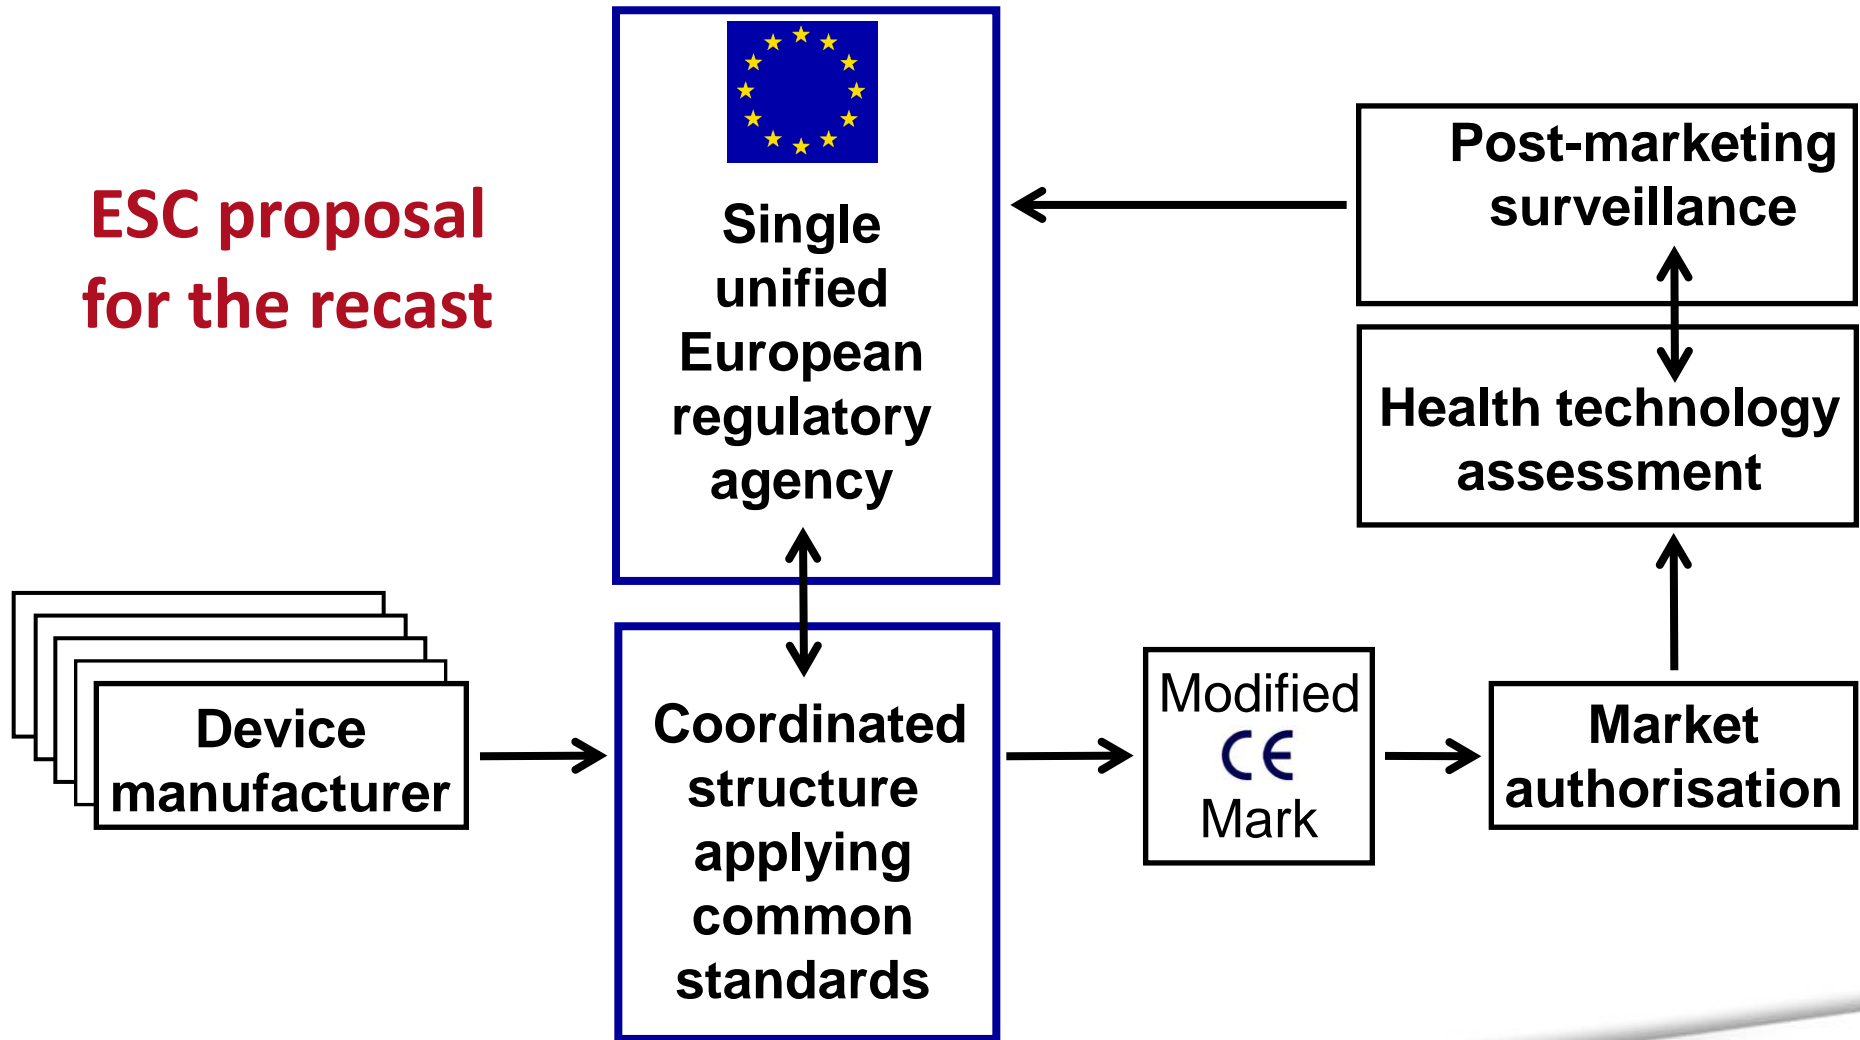 ESC proposal
for the recast
Single
unified
European
regulatory
agency
Post-marketing
surveillance
Health technology
assessment
Device
manufacturer
Coordinated
structure
applying
common
standards
Modified
CE
Mark
Market
authorisation